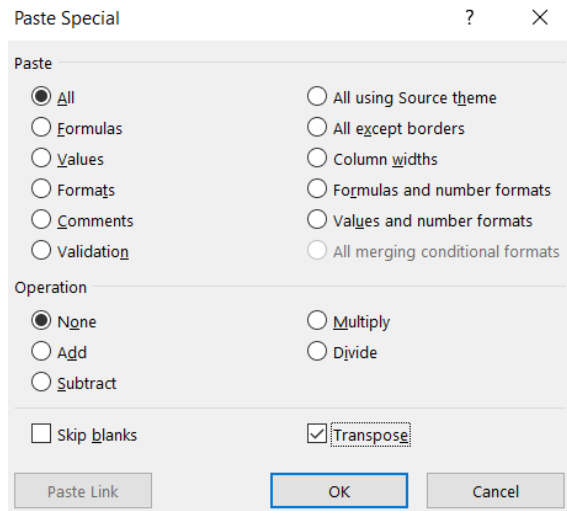 Paste Special ?
Paste
All
All using Source theme
Formulas
All except borders
Values
Column widths
Formats
Formulas and number formats
Comments
Values and number formats
Validation
All merging conditional formats
Operation
None
Multiply
Add
Divide
Subtract
Skip blanks
Transpose
Paste Link
OK
Cancel